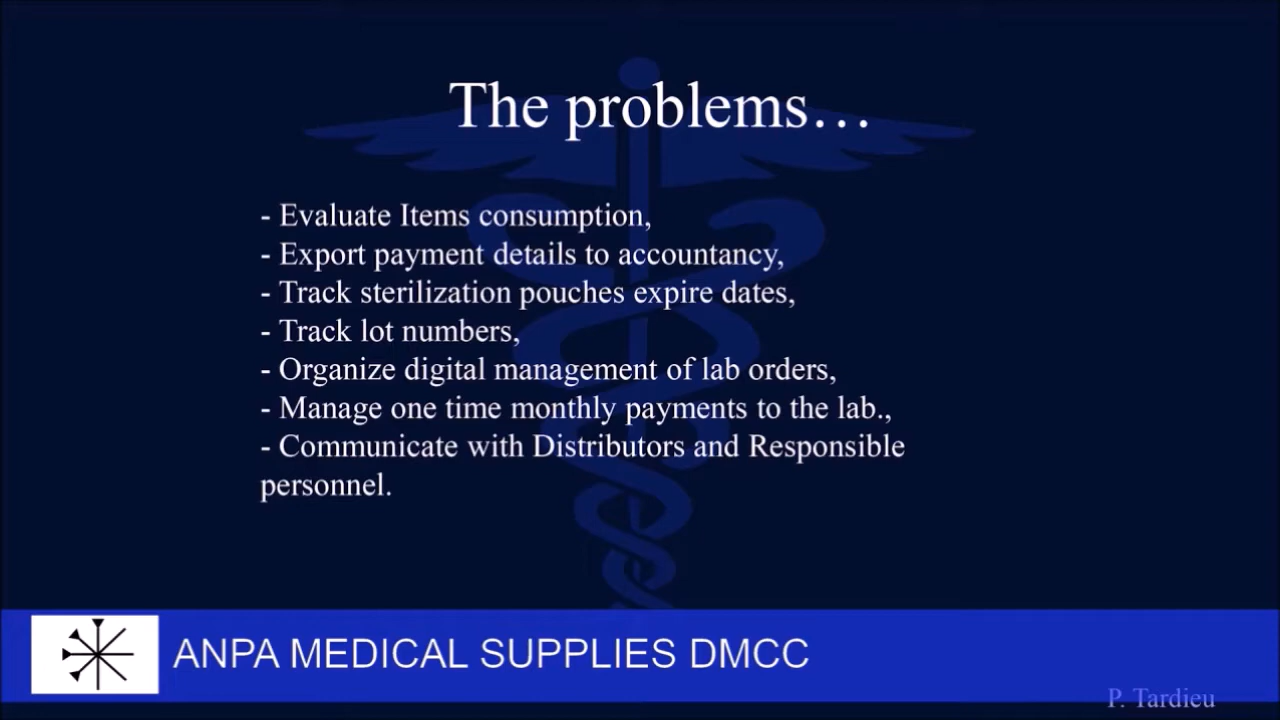 The problems…
- Evaluate Items consumption,
- Export payment details to accountancy,
- Track sterilization pouches expire dates,
- Track lot numbers,
- Organize digital management of lab orders,
- Manage one time monthly payments to the lab.,
- Communicate with Distributors and Responsible
personnel.
ANPA MEDICAL SUPPLIES DMCC
P. Tardieu